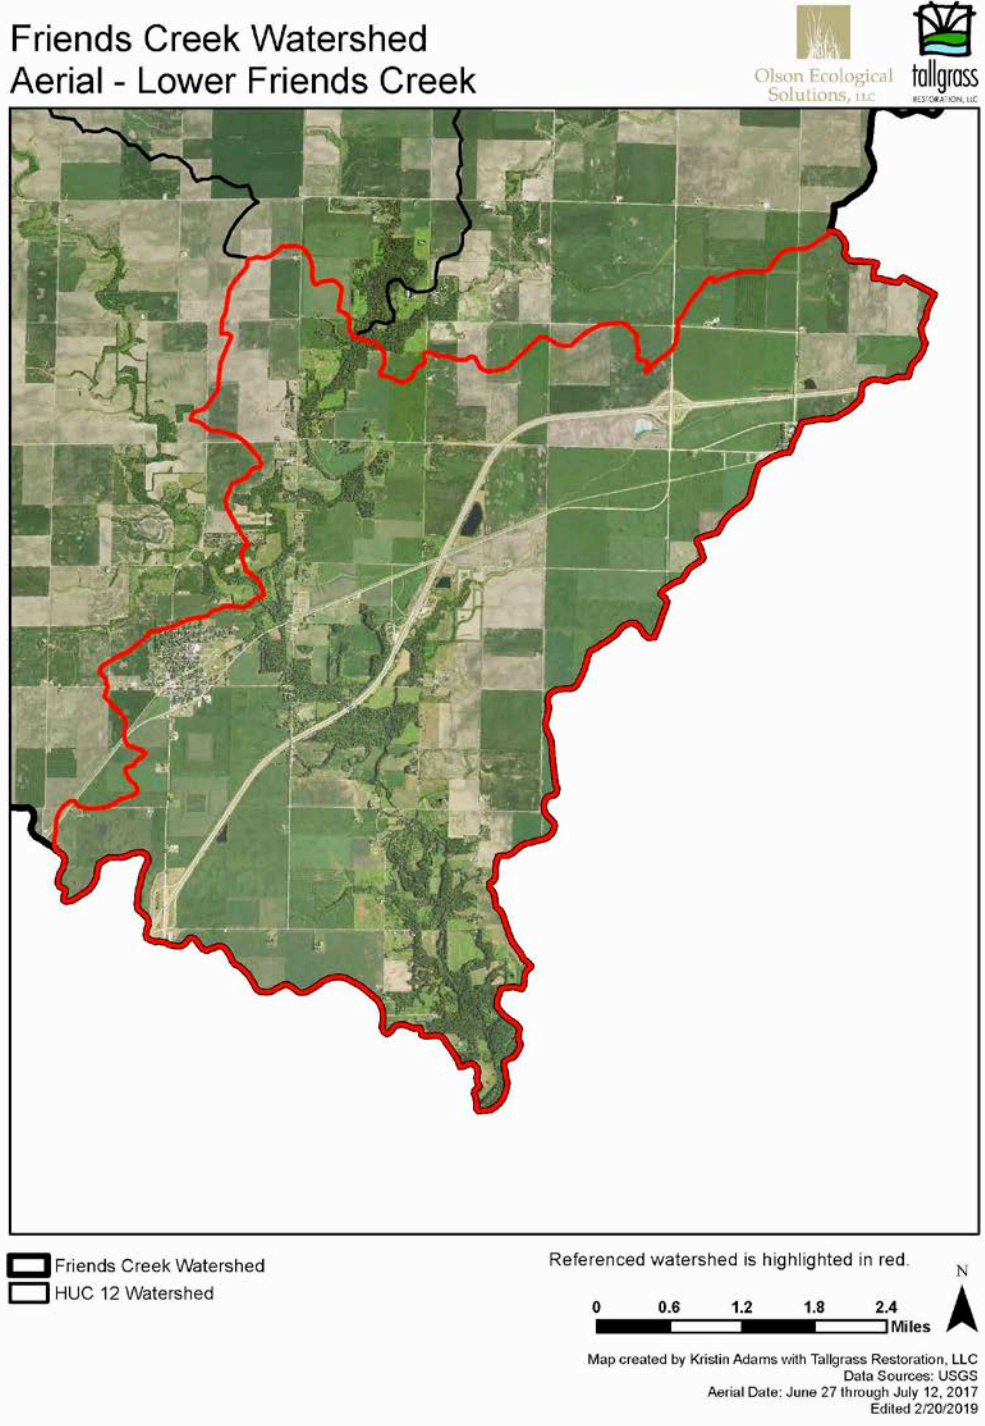 Friends Creek Watershed
Aerial - Lower Friends Creek
Olson Ecological
Solutions, LLC
tallgrass
RESTORATION, LLC
Friends Creek Watershed
HUC 12 Watershed
Referenced watershed is highlighted in red.
N
0 0.6 1.2 1.8 2.4
Miles
Map created by Kristin Adams with Tallgrass Restoration, LLC
Data Sources: USGS
Aerial Date: June 27 through July 12, 2017
Edited 2/20/2019